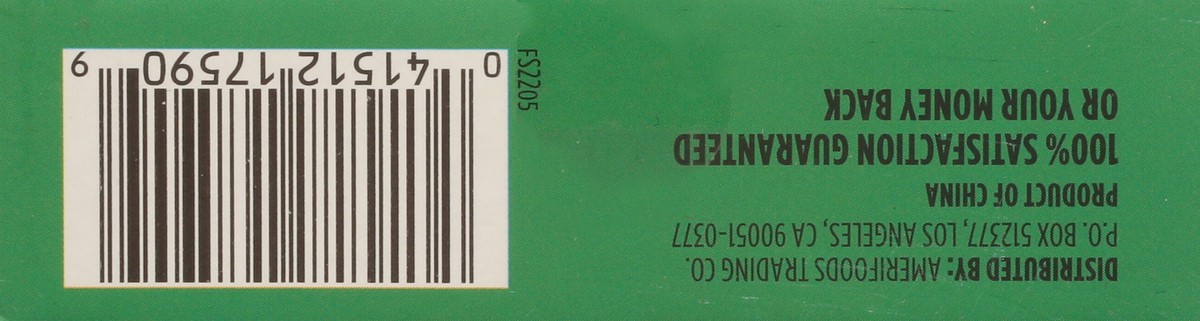 DISTRIBUTED BY: AMERIFOODS TRADING CO.
P.O. BOX 512377, LOS ANGELES, CA 90051-0377
PRODUCT OF CHINA
100% SATISFACTION GUARANTEED
OR YOUR MONEY BACK
FS2205
0 41512 17590 9